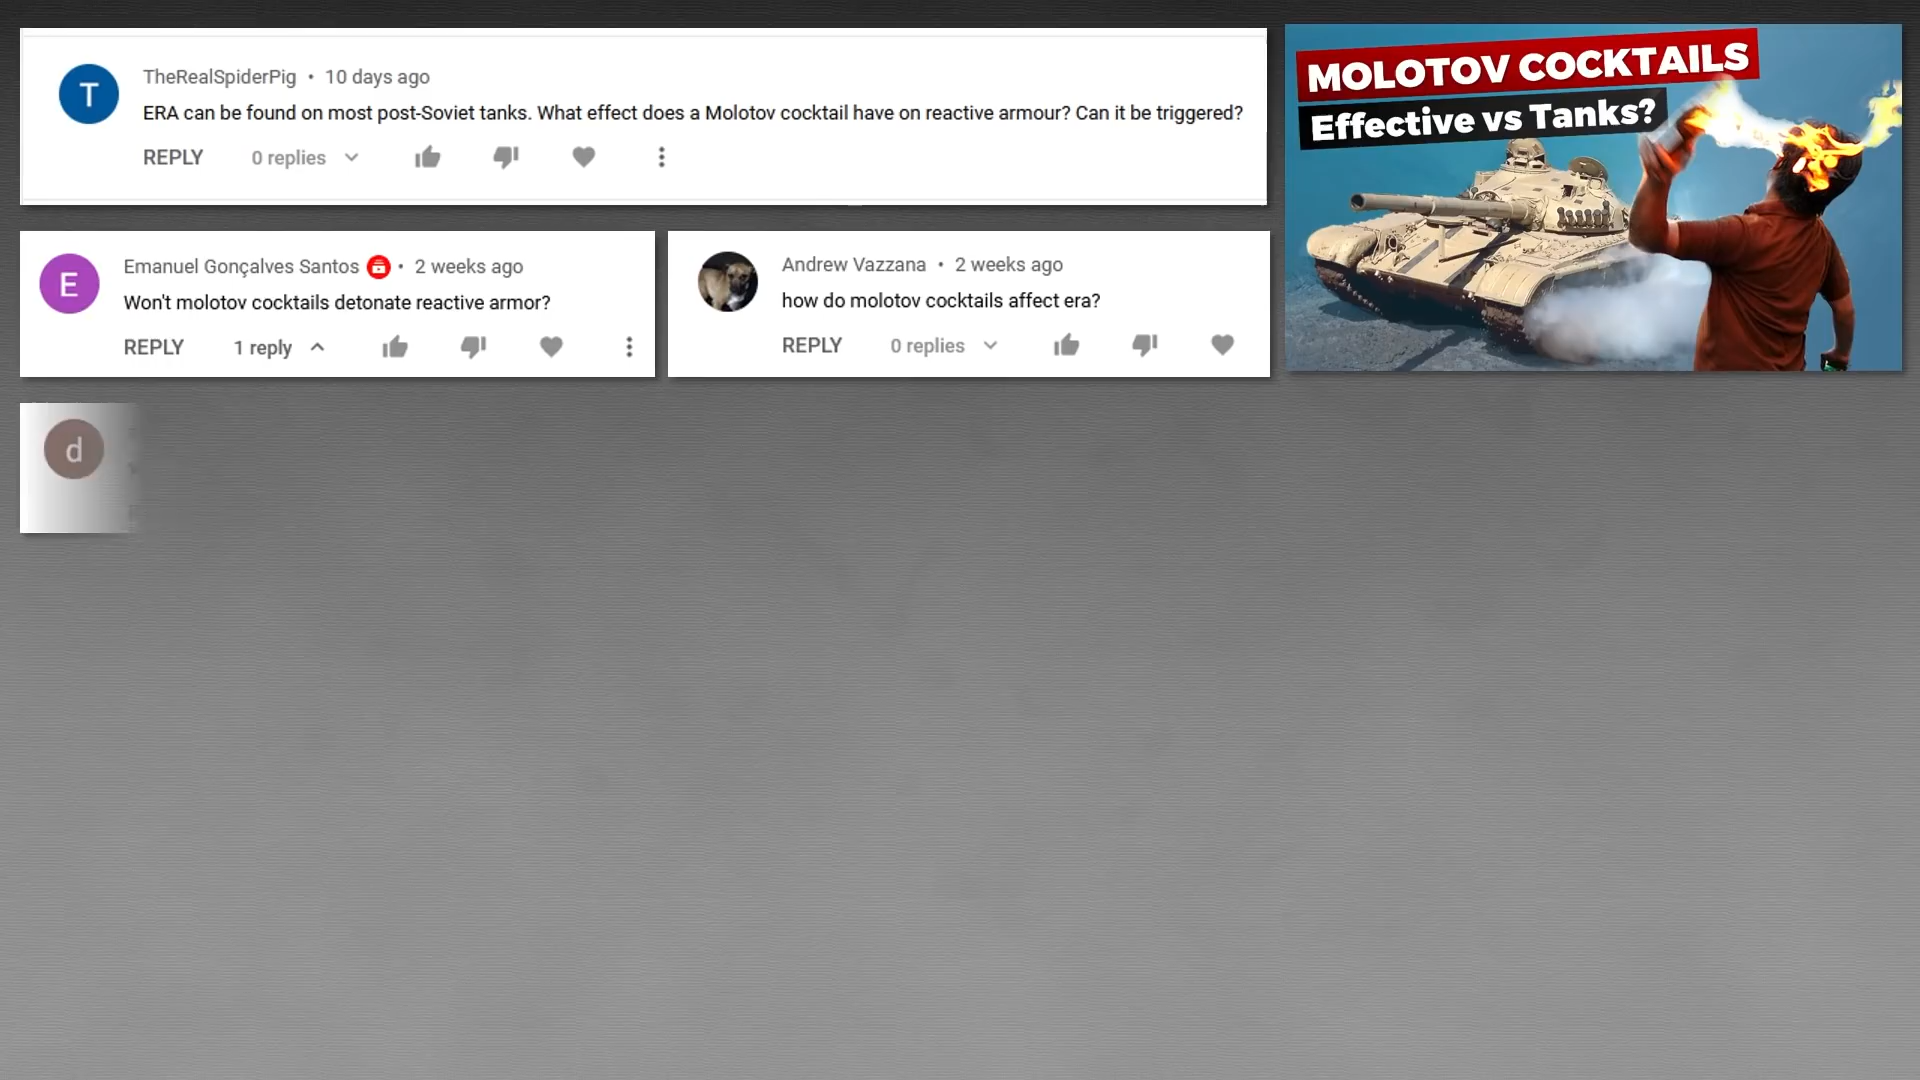 T
TheRealSpiderPig • 10 days ago
ERA can be found on most post-Soviet tanks. What effect does a Molotov cocktail have on reactive armour? Can it be triggered?
REPLY 0 replies
MOLOTOV COCKTAILS
Effective vs Tanks?
E
Emanuel Gonçalves Santos • 2 weeks ago
Won't molotov cocktails detonate reactive armor?
REPLY 1 reply
Andrew Vazzana • 2 weeks ago
how do molotov cocktails affect era?
REPLY 0 replies
d